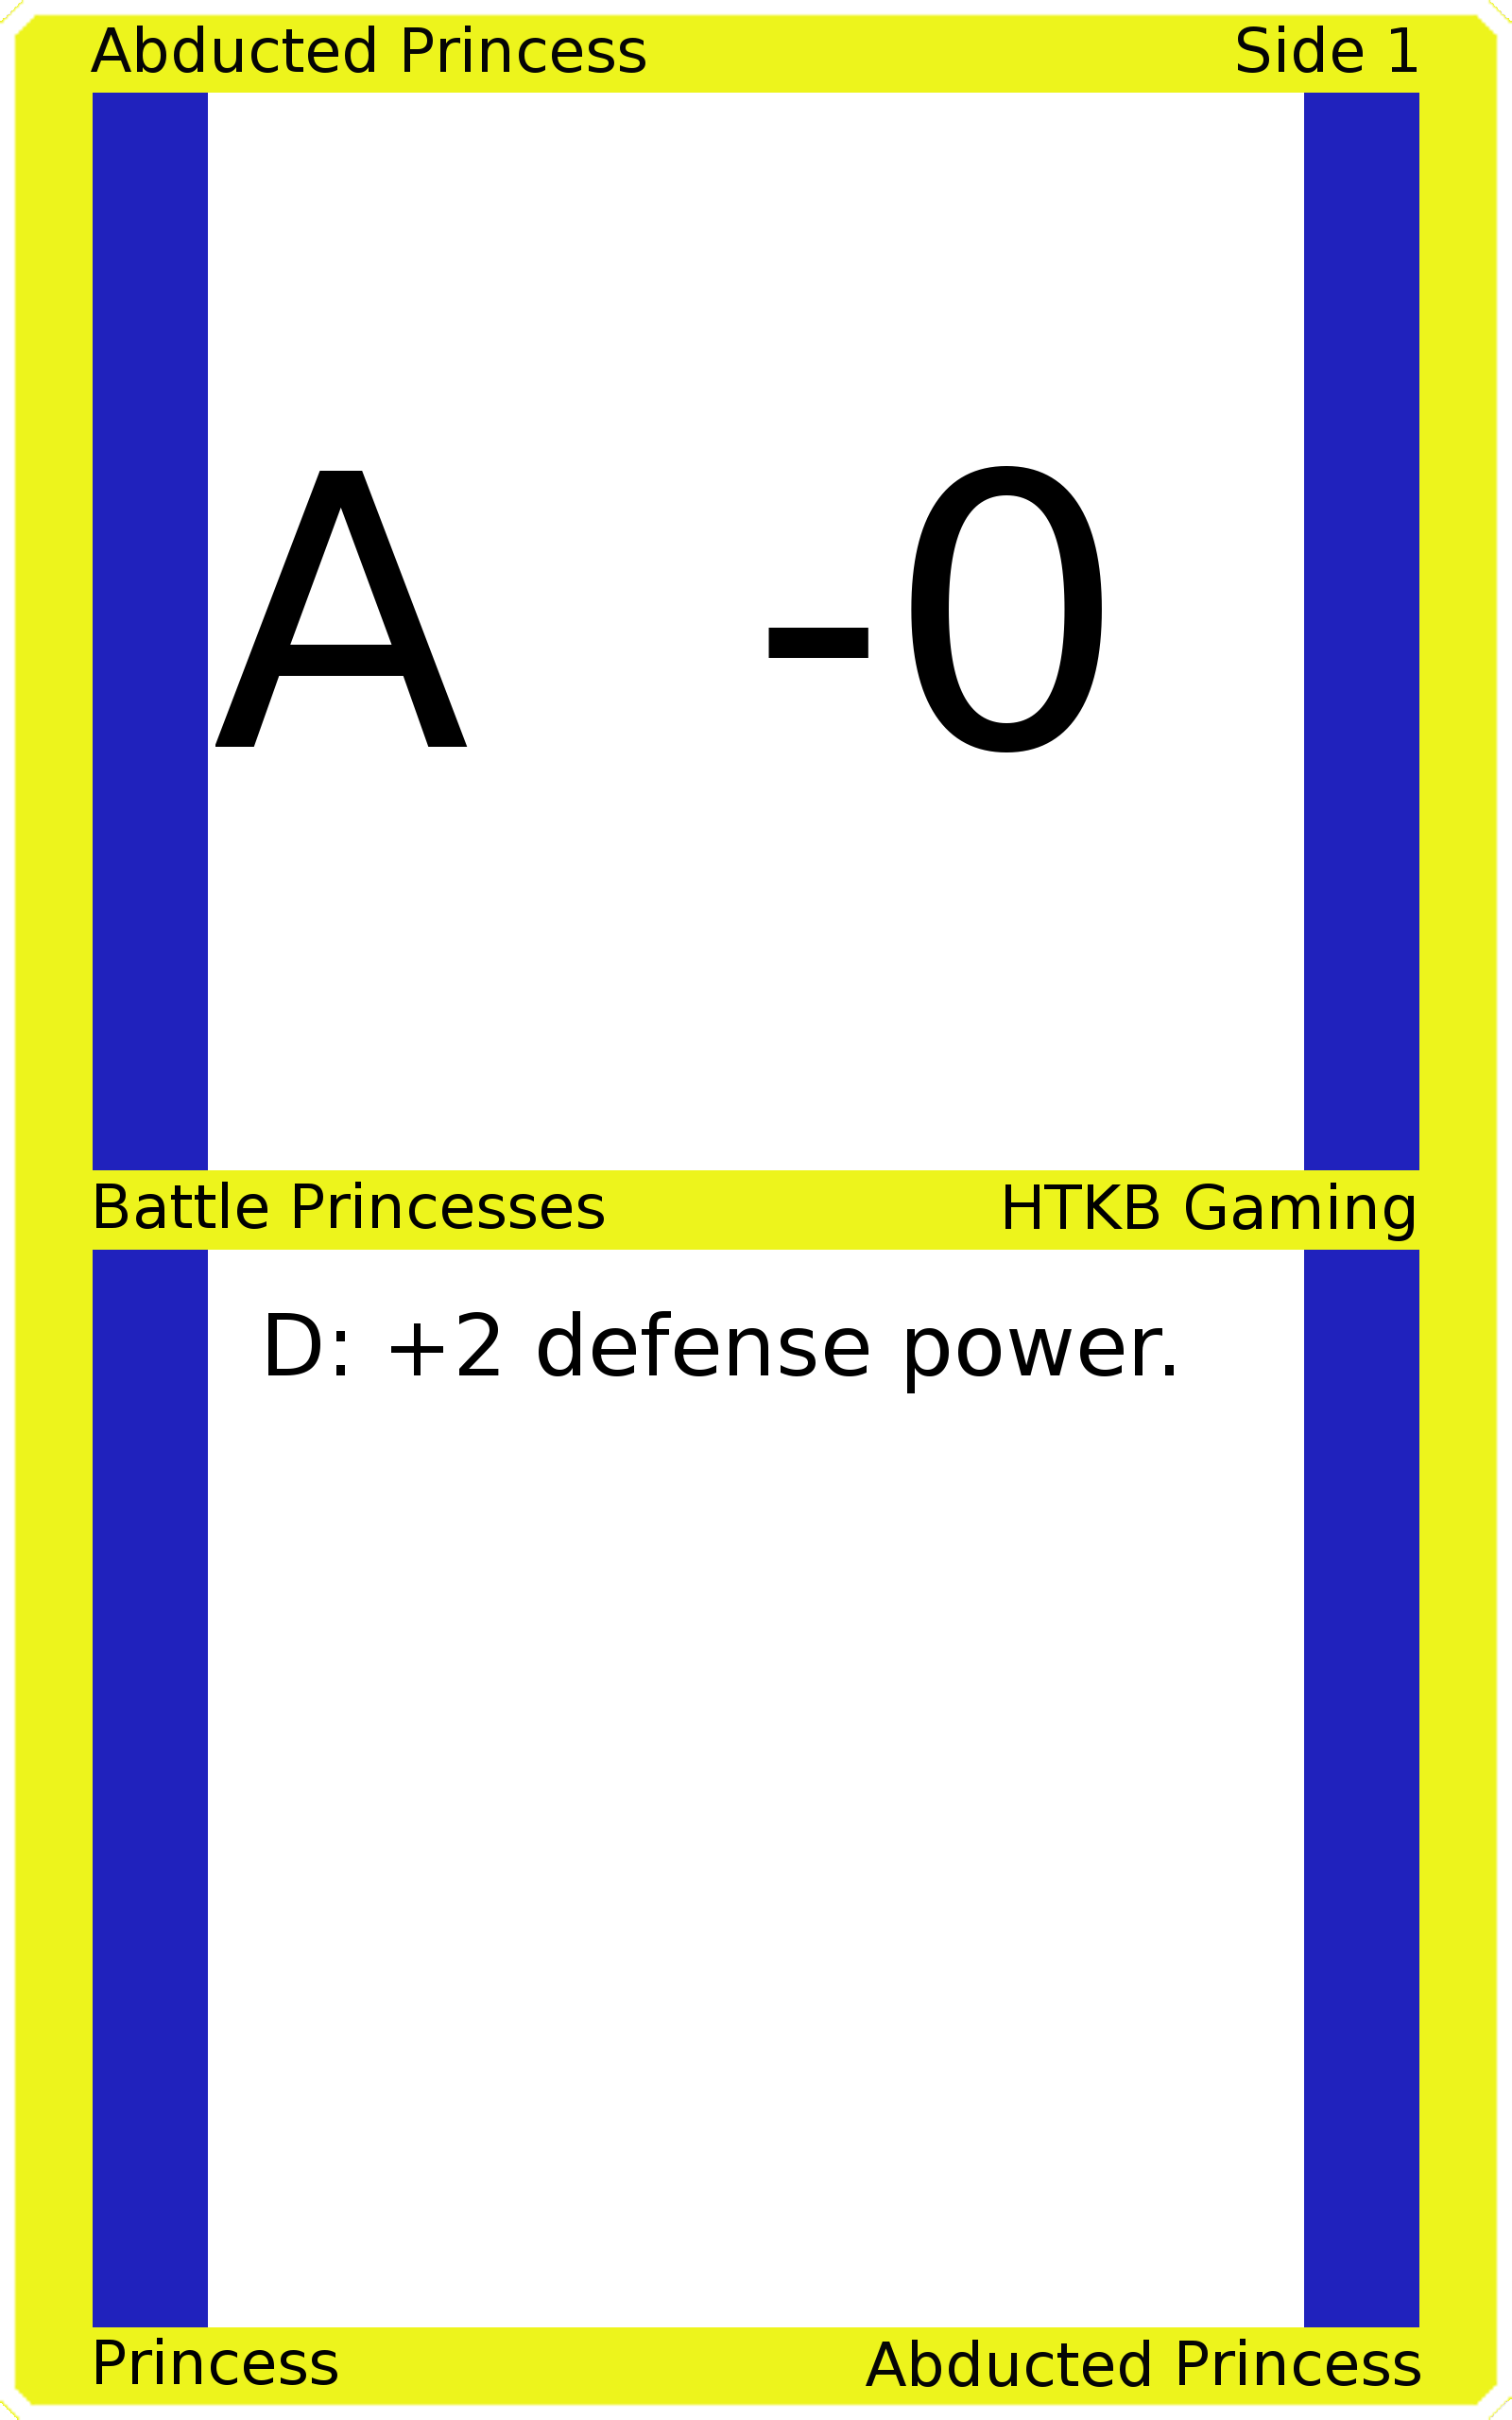 Abducted Princess Side 1
A -0
Battle Princesses HTKB Gaming
D: +2 defense power.
Princess Abducted Princess